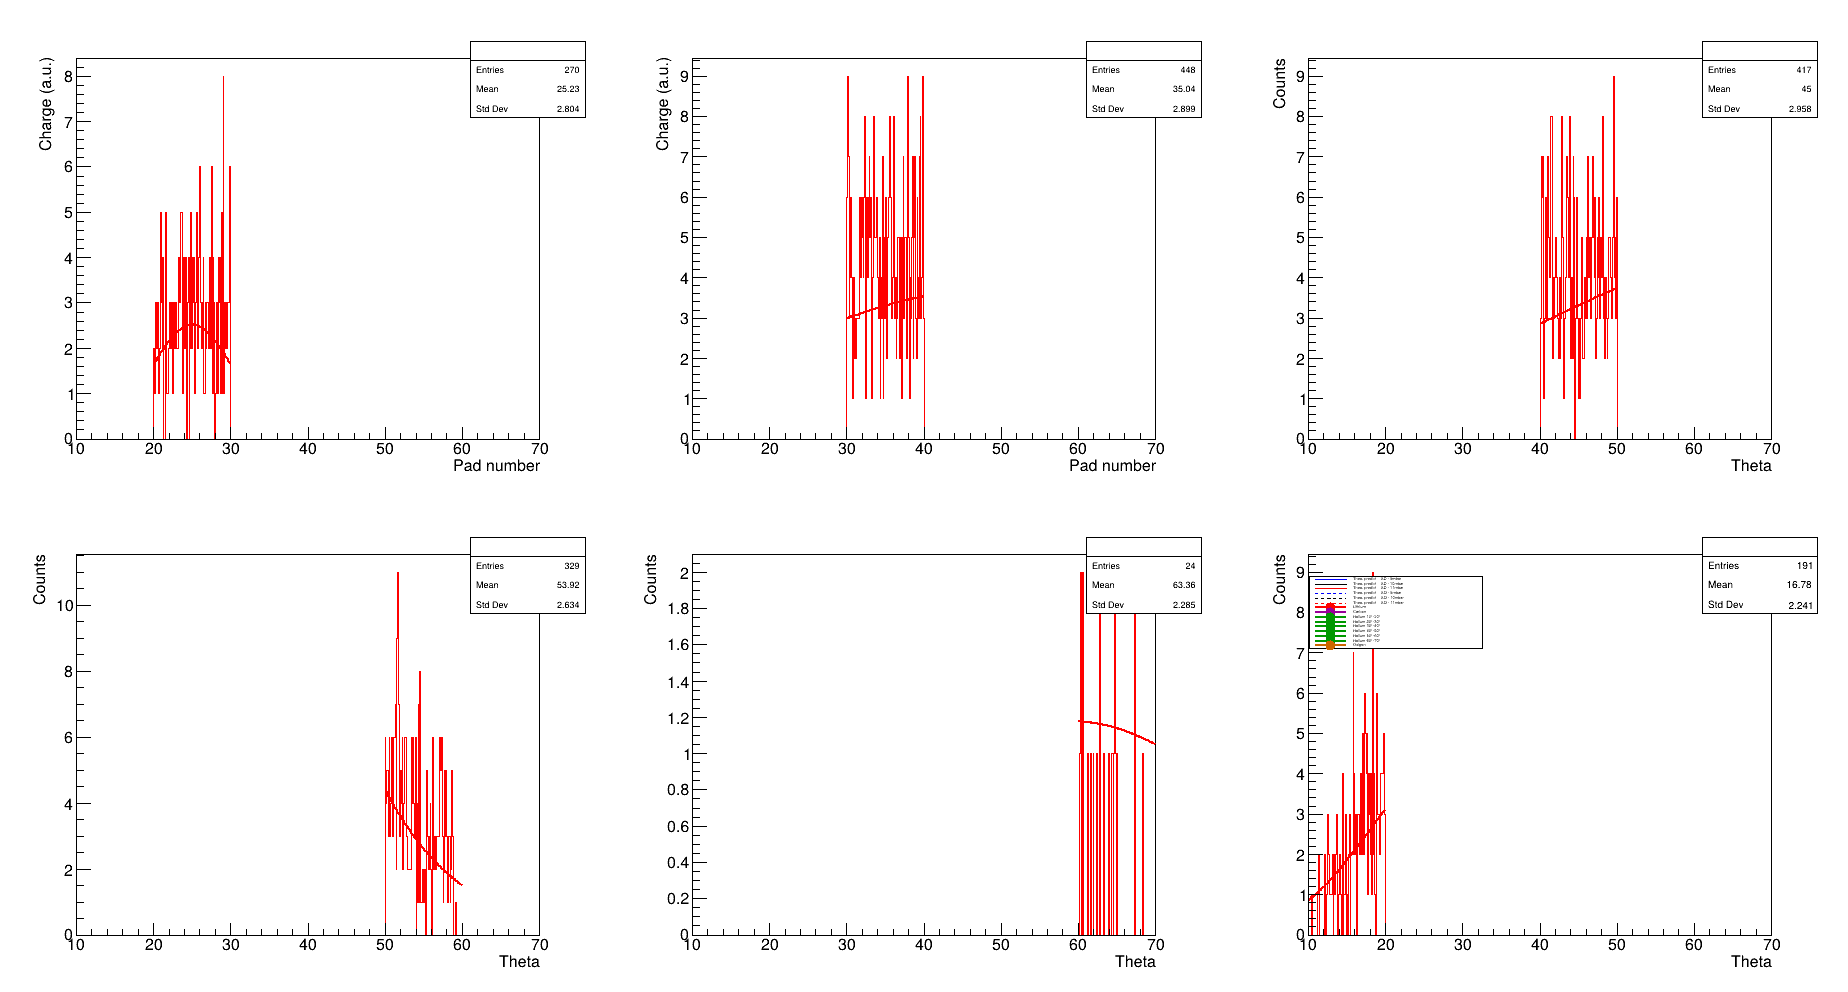 Charge (a.u.)
8
7
6
5
4
3
2
1
0
10 20 30 40 50 60 70
Pad number
Entries 270
Mean 25.23
Std Dev 2.804
Charge (a.u.)
9
8
7
6
5
4
3
2
1
0
10 20 30 40 50 60 70
Pad number
Entries 448
Mean 35.04
Std Dev 2.899
Counts
9
8
7
6
5
4
3
2
1
0
10 20 30 40 50 60 70
Theta
Entries 417
Mean 45
Std Dev 2.958
Counts
10
8
6
4
2
0
10 20 30 40 50 60 70
Theta
Entries 329
Mean 53.92
Std Dev 2.634
Counts
2
1.8
1.6
1.4
1.2
1
0.8
0.6
0.4
0.2
0
10 20 30 40 50 60 70
Theta
Entries 24
Mean 63.36
Std Dev 2.285
Counts
9
8
7
6
5
4
3
2
1
0
10 20 30 40 50 60 70
Theta
Entries 191
Mean 16.78
Std Dev 2.241